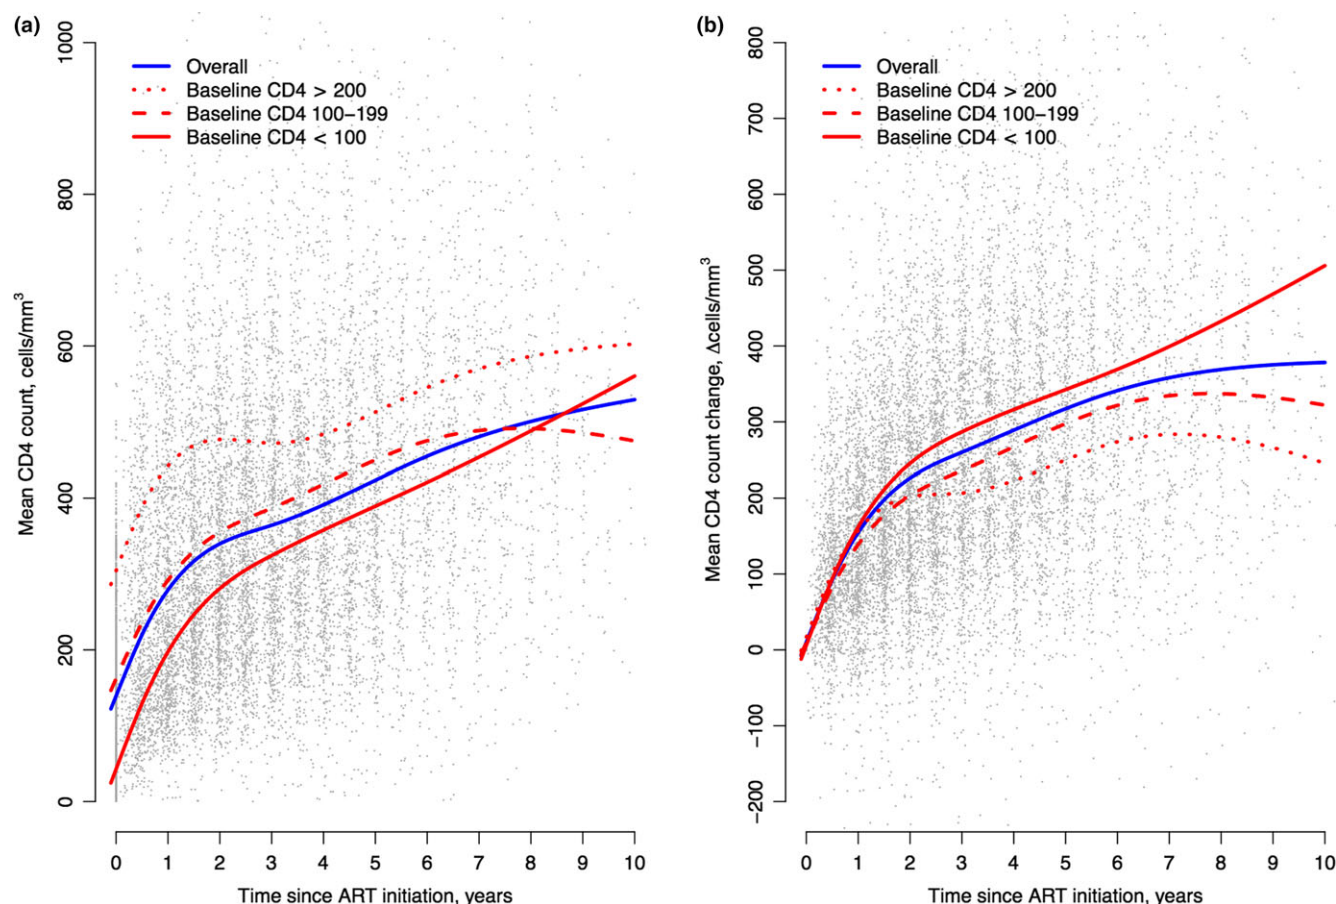 (a)
1000
800
600
400
200
0
Mean CD4 count, cells/mm³
Overall
Baseline CD4 > 200
Baseline CD4 100−199
Baseline CD4 < 100
0 1 2 3 4 5 6 7 8 9 10
Time since ART initiation, years
(b)
800
700
600
500
400
300
200
100
0
−100
−200
Mean CD4 count change, Δcells/mm³
Overall
Baseline CD4 > 200
Baseline CD4 100−199
Baseline CD4 < 100
0 1 2 3 4 5 6 7 8 9 10
Time since ART initiation, years